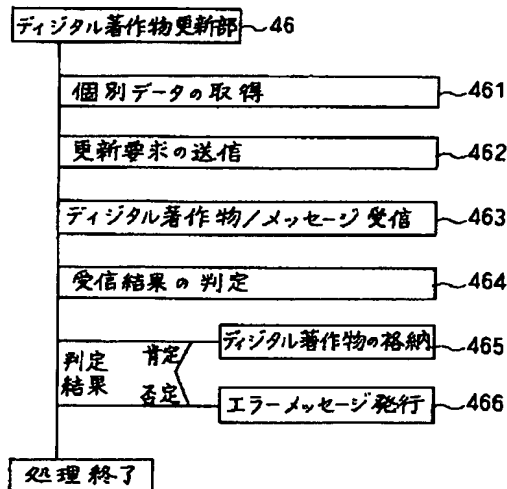 ディジタル著作物更新部 46
個別データの取得 461
更新要求の送信 462
ディジタル著作物/メッセージ受信 463
受信結果の判定 464
判定結果
肯定
ディジタル著作物の格納 465
否定
エラーメッセージ発行 466
処理終了